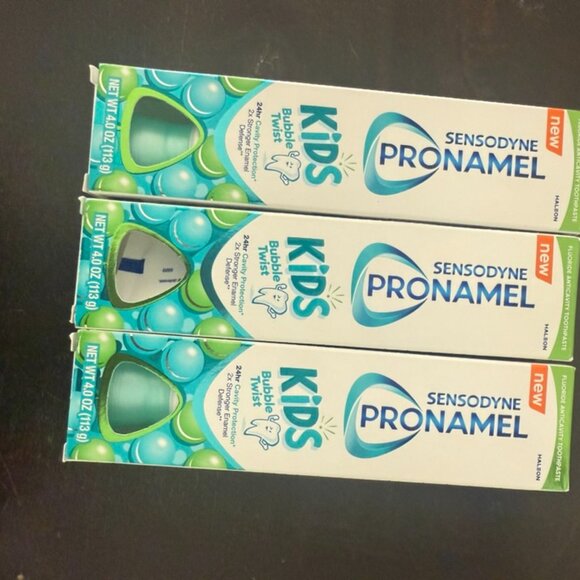 NET WT 4.0 OZ (113 g)
24hr Cavity Protection*
2x Stronger Enamel
Defense**
KiDS
Bubble
Twist
SENSODYNE
PRONAMEL
new
HALEON
FLUORIDE ANTICAVITY TOOTHPASTE
NET WT 4.0 OZ (113 g)
24hr Cavity Protection*
2x Stronger Enamel
Defense**
KiDS
Bubble
Twist
SENSODYNE
PRONAMEL
new
HALEON
FLUORIDE ANTICAVITY TOOTHPASTE
NET WT 4.0 OZ (113 g)
24hr Cavity Protection*
2x Stronger Enamel
Defense**
KiDS
Bubble
Twist
SENSODYNE
PRONAMEL
new
HALEON
FLUORIDE ANTICAVITY TOOTHPASTE